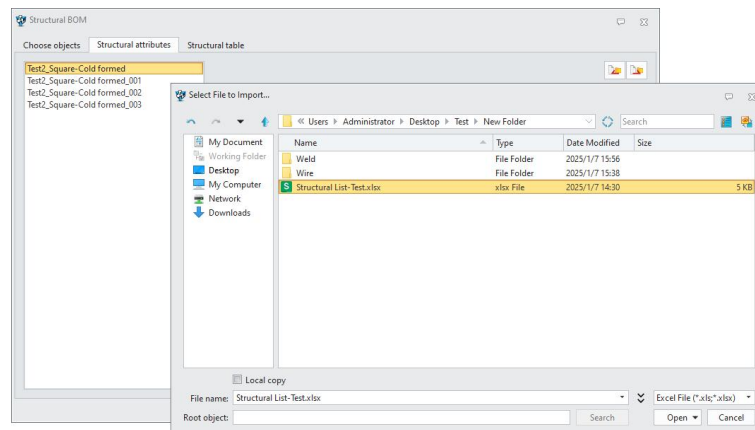 Structural BOM
Choose objects Structural attributes Structural table
Test2_Square-Cold formed
Test2_Square-Cold formed_001
Test2_Square-Cold formed_002
Test2_Square-Cold formed_003
Select File to Import...
« Users Administrator Desktop Test New Folder Search
My Document
Working Folder
Desktop
My Computer
Network
Downloads
Name Type Date Modified Size
Weld File Folder 2025/1/7 15:56
Wire File Folder 2025/1/7 15:38
S Structural List-Test.xlsx xlsx File 2025/1/7 14:30 5 KB
Local copy
File name: Structural List-Test.xlsx Excel File (*.xls;*.xlsx)
Root object: Search Open Cancel